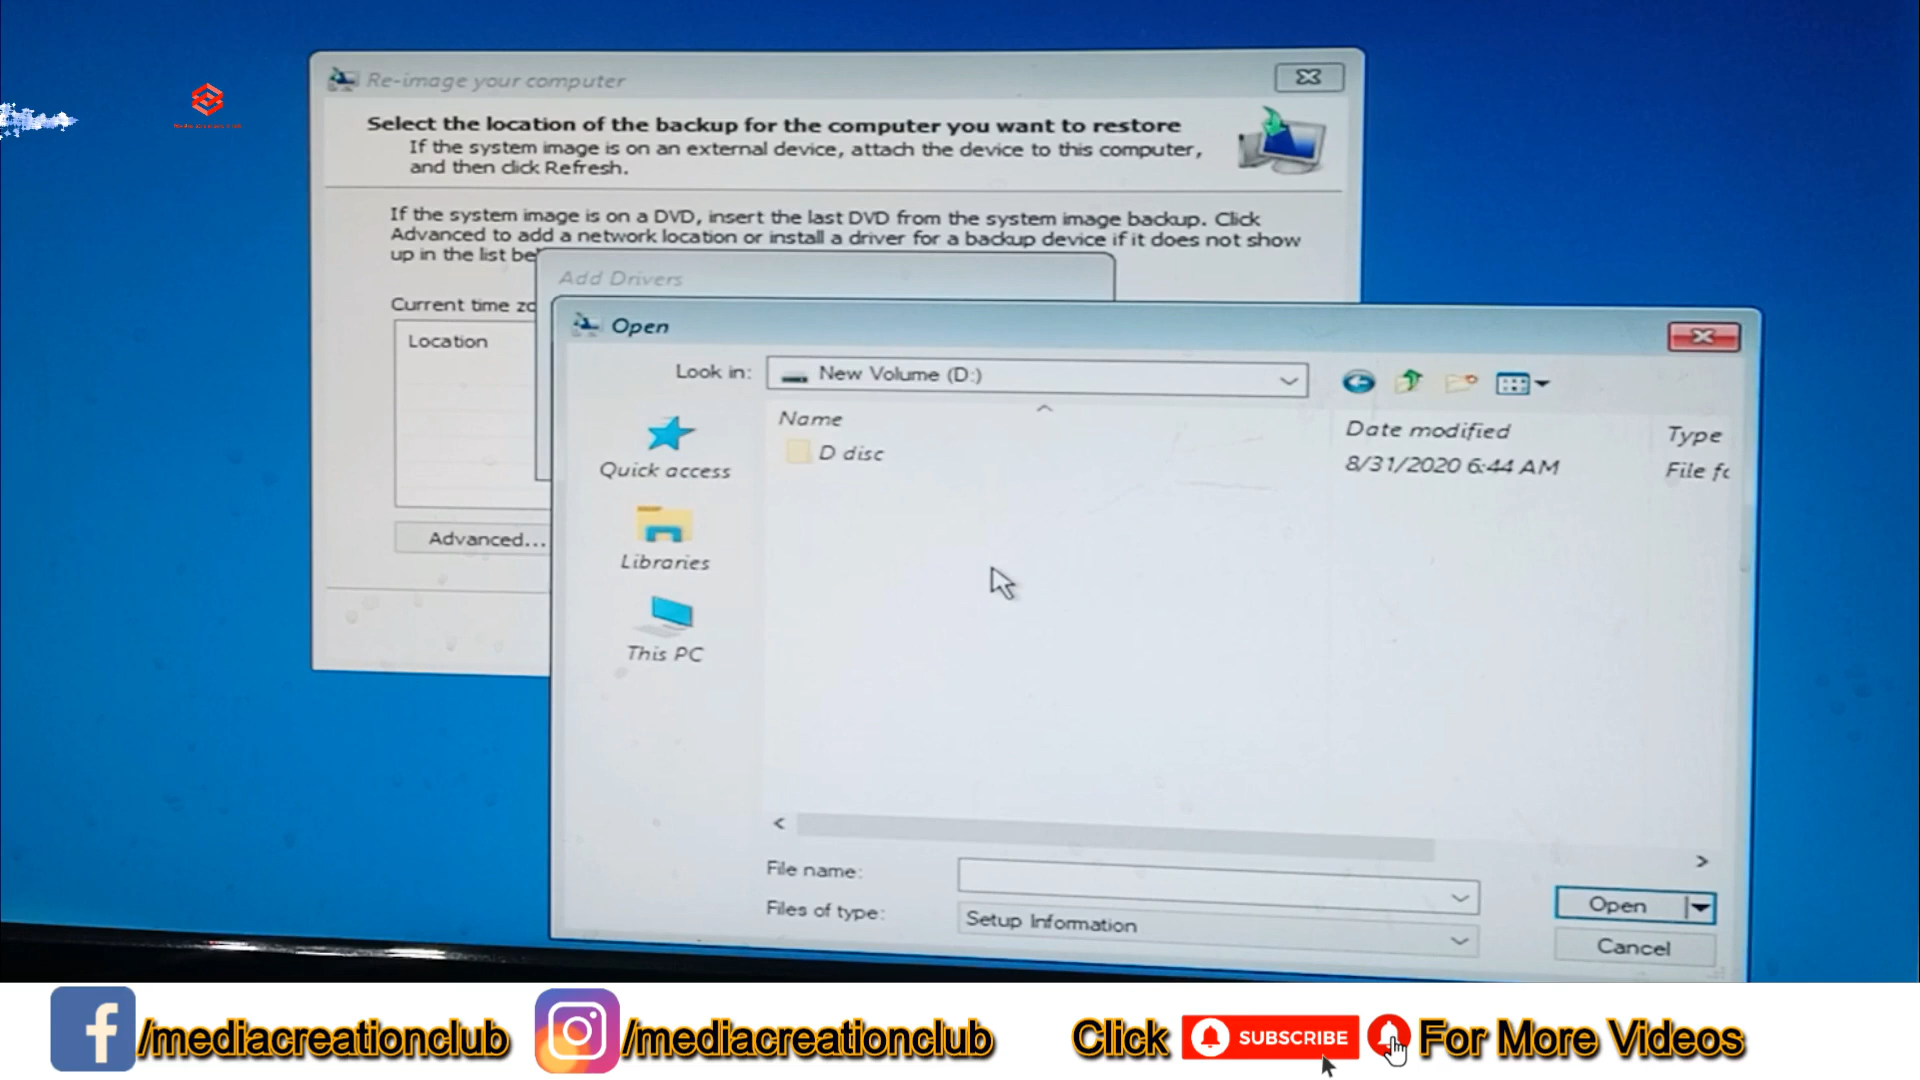 Re-image your computer
Select the location of the backup for the computer you want to restore
If the system image is on an external device, attach the device to this computer,
and then click Refresh.
If the system image is on a DVD, insert the last DVD from the system image backup. Click
Advanced to add a network location or install a driver for a backup device if it does not show
up in the list be
Add Drivers
Current time zo
Location
Advanced...
Open
Look in:
New Volume (D:)
Name
Date modified
Type
D disc
8/31/2020 6:44 AM
File fo
Quick access
Libraries
This PC
File name:
Files of type:
Setup Information
Open
Cancel
/mediacreationclub
/mediacreationclub
Click
SUBSCRIBE
For More Videos